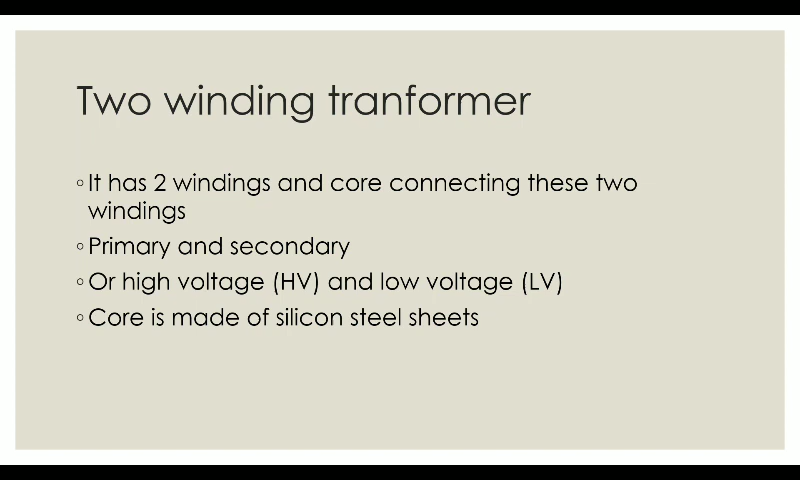 Two winding tranformer
◦It has 2 windings and core connecting these two
windings
◦Primary and secondary
◦Or high voltage (HV) and low voltage (LV)
◦Core is made of silicon steel sheets